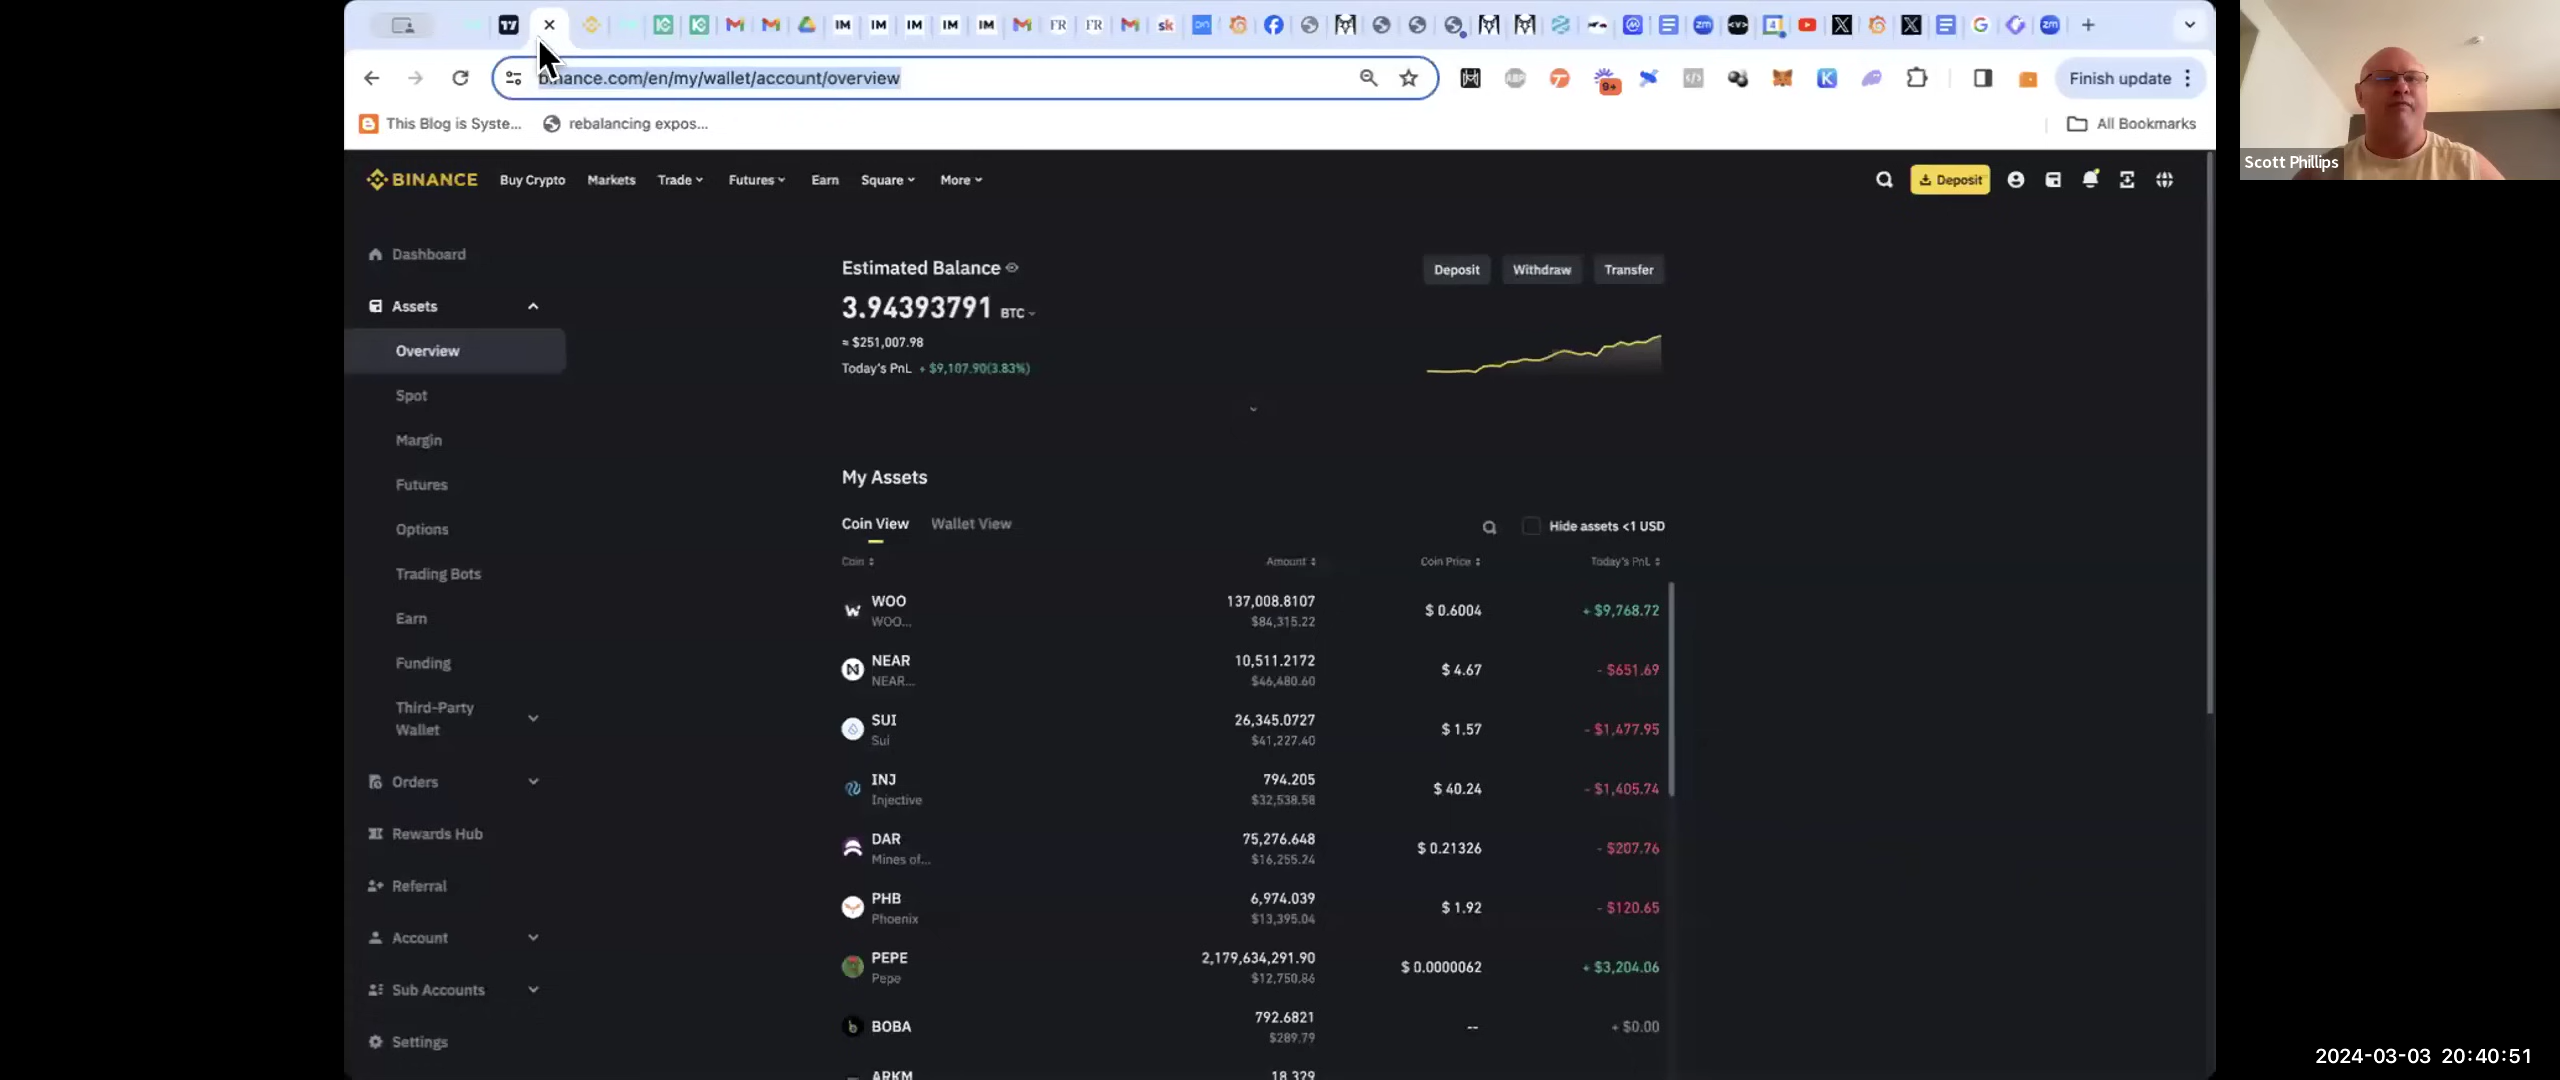 binance.com/en/my/wallet/account/overview
Finish update
This Blog is Syste...
rebalancing expos...
All Bookmarks
Scott Phillips
BINANCE
Buy Crypto
Markets
Trade
Futures
Earn
Square
More
Deposit
Dashboard
Assets
Overview
Spot
Margin
Futures
Options
Trading Bots
Earn
Funding
Third-Party
Wallet
Orders
Rewards Hub
Referral
Account
Sub Accounts
Settings
Estimated Balance
Deposit
Withdraw
Transfer
3.94393791 BTC
≈ $251,007.98
Today's PnL + $9,107.90(3.83%)
My Assets
Coin View
Wallet View
Hide assets <1 USD
Coin
Amount
Coin Price
Today's PnL
WOO 137,008.8107 $ 0.6004 + $9,768.72
WOO... $84,315.22
NEAR 10,511.2172 $ 4.67 - $651.69
NEAR... $46,480.60
SUI 26,345.0727 $ 1.57 - $1,477.95
Sui $41,227.40
INJ 794.205 $ 40.24 - $1,405.74
Injective $32,538.58
DAR 75,276.648 $ 0.21326 - $207.76
Mines of... $16,255.24
PHB 6,974.039 $ 1.92 - $120.65
Phoenix $13,395.04
PEPE 2,179,634,291.90 $ 0.0000062 + $3,204.06
Pepe $12,750.86
BOBA 792.6821 -- + $0.00
$289.79
ARKM 18.329
2024-03-03 20:40:51